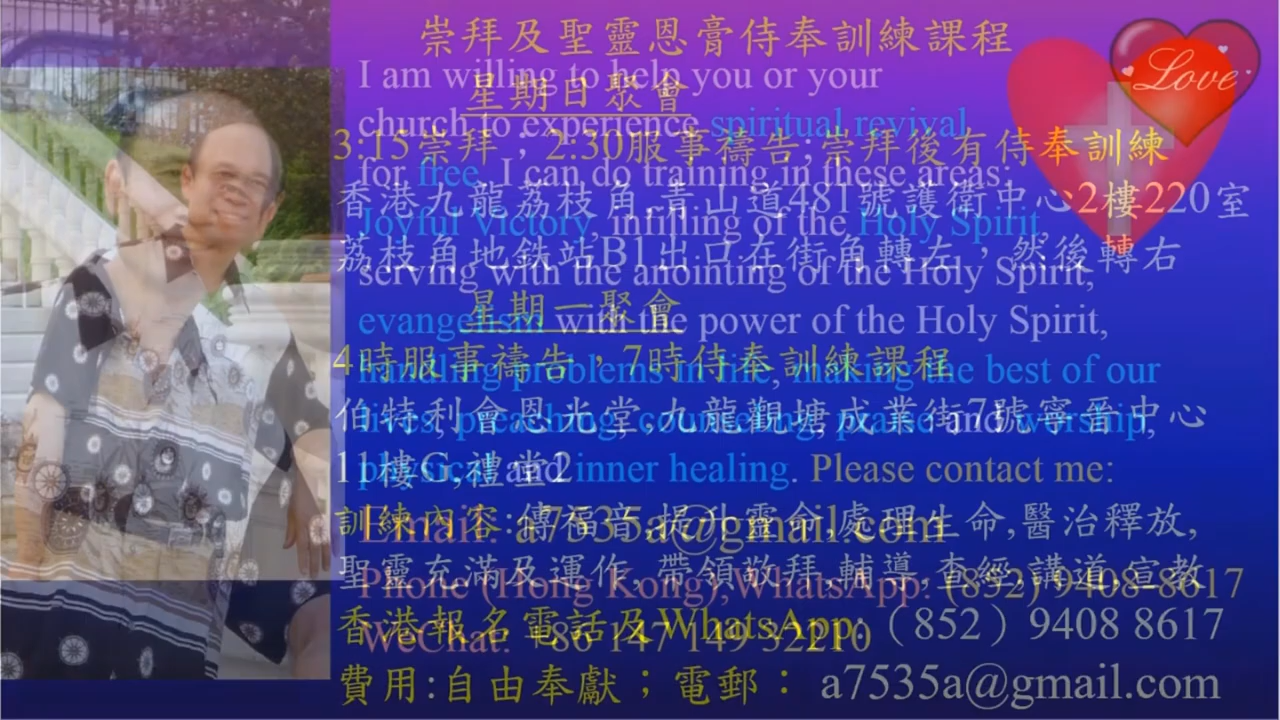 崇拜及聖靈恩膏侍奉訓練課程
Love
I am willing to help you or your
星期日聚會
church to experience spiritual revival
3:15崇拜，2:30服事禱告;崇拜後有侍奉訓練
for free. I can do training in these areas:
香港九龍荔枝角,青山道481號護衛中心2樓220室
Joyful Victory, infilling of the Holy Spirit,
荔枝角地鉄站B1出口在街角轉左，然後轉右
serving with the anointing of the Holy Spirit,
星期一聚會
evangelism with the power of the Holy Spirit,
4時服事禱告，7時侍奉訓練課程
handling problems in life, making the best of our
伯特利會恩光堂,九龍觀塘成業街7號寧晉中心
lives, preaching, counseling, praise and worship,
11樓G,禮堂2
physical and inner healing. Please contact me:
訓練內容:傳福音,提升靈命,處理生命,醫治釋放,
Email: a7535a@gmail.com
聖靈充滿及運作,帶領敬拜,輔導,查經,講道,宣教
Phone (Hong Kong),WhatsApp: (852) 9408-8617
香港報名電話及WhatsApp:（852）9408 8617
WeChat: +86 147 149 32210
費用:自由奉獻；電郵： a7535a@gmail.com